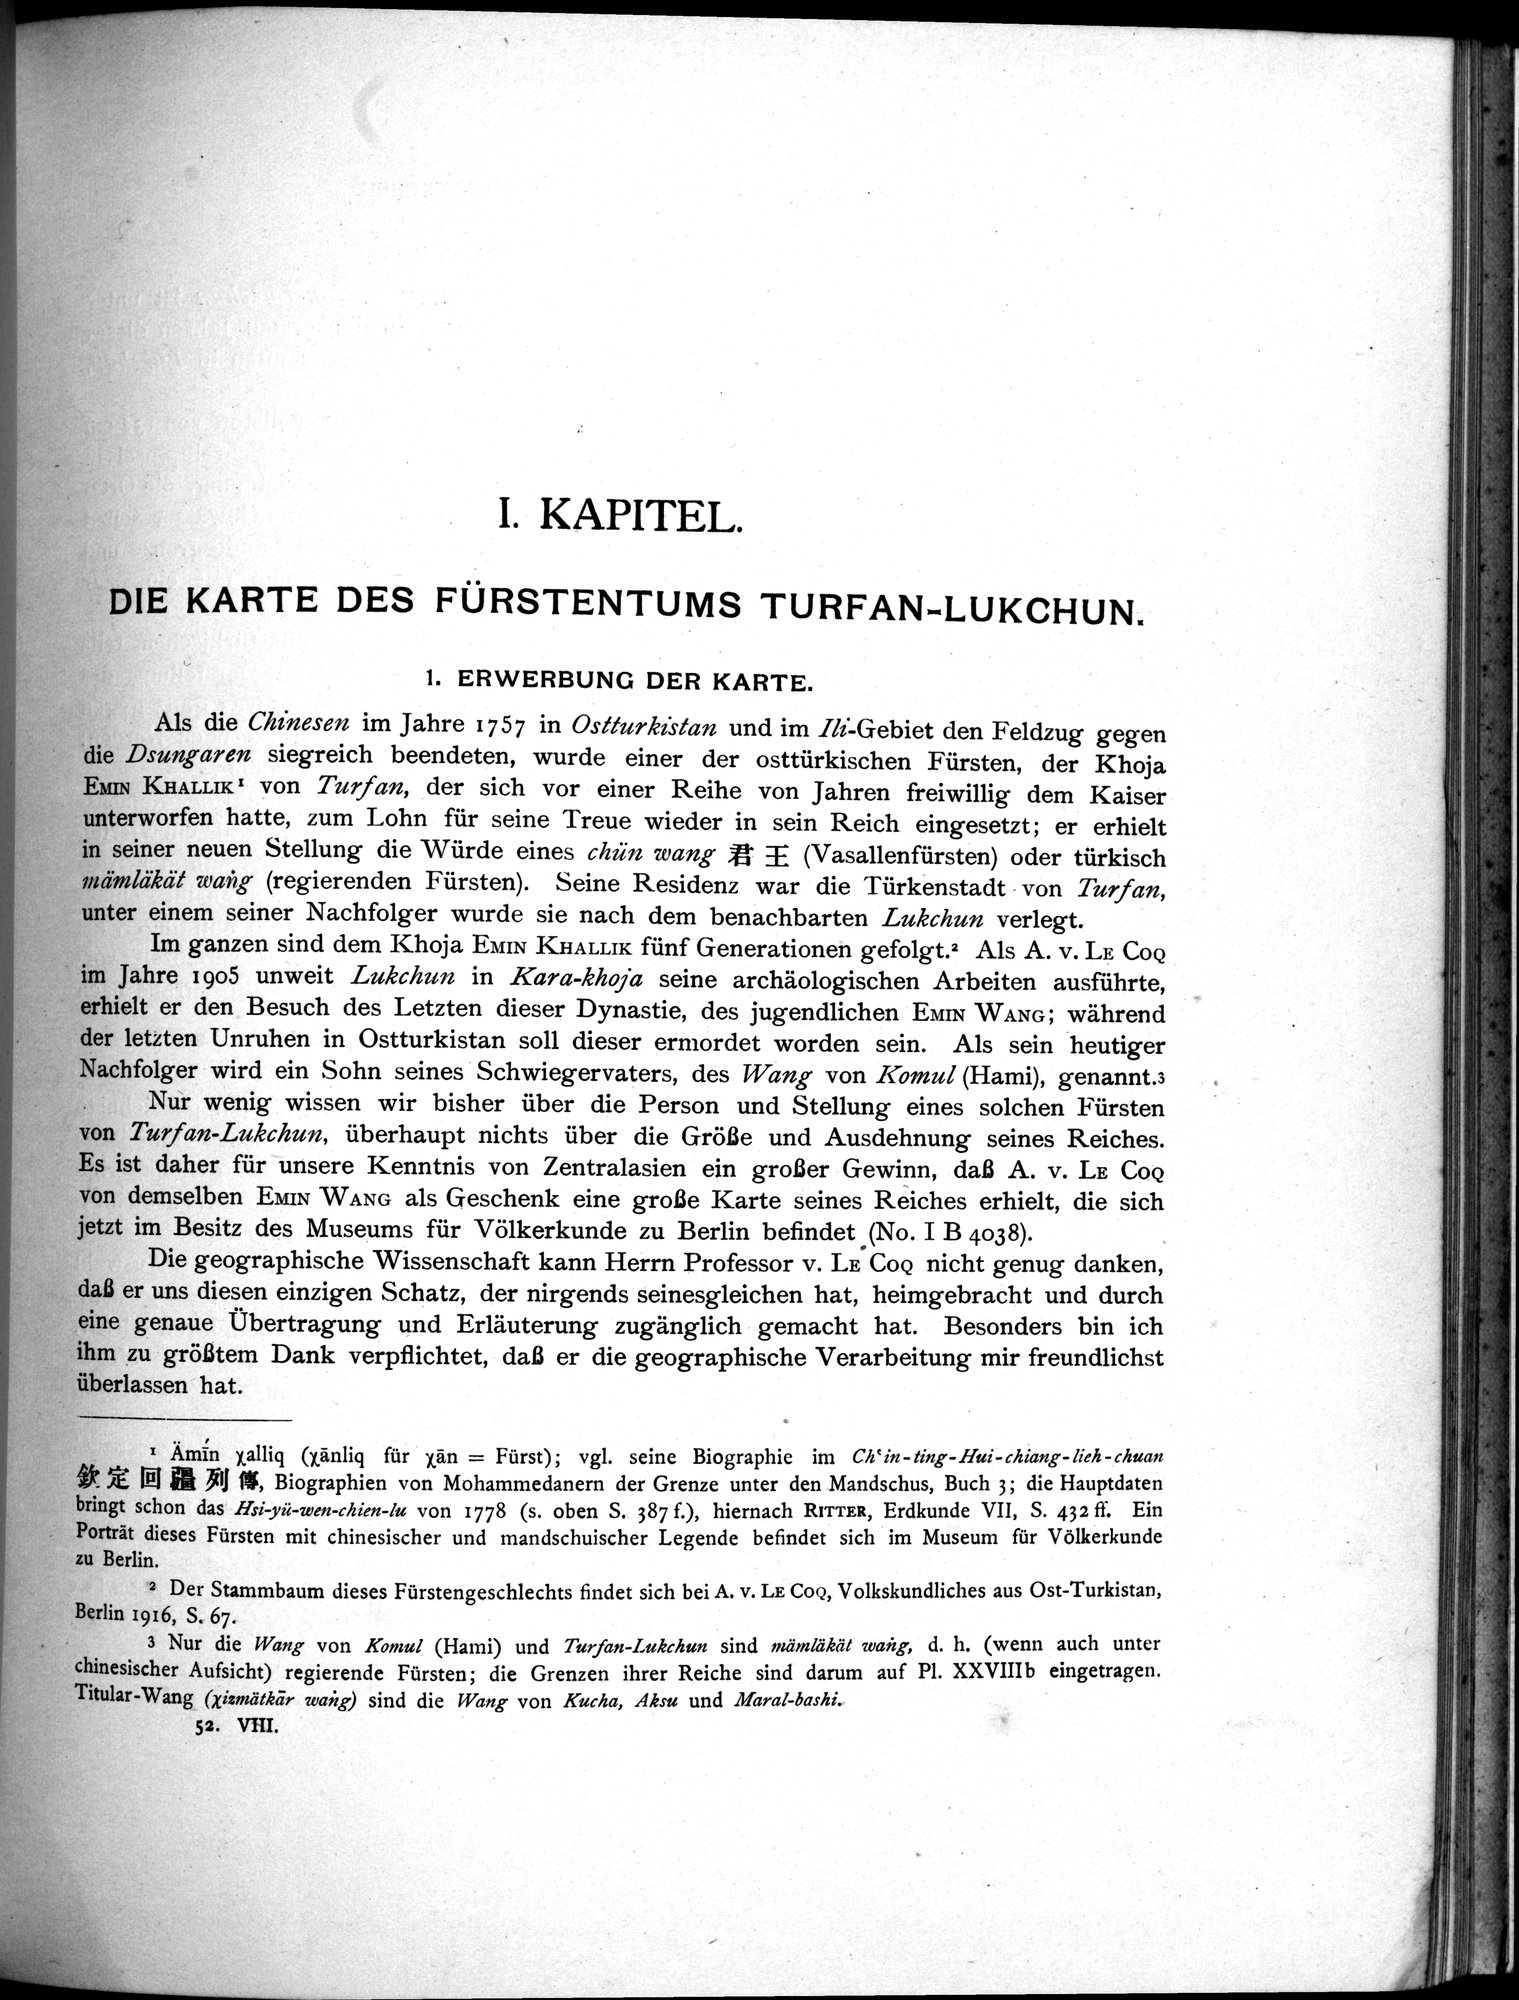 I. KAPITEL.
DIE KARTE DES FÜRSTENTUMS TURFAN-LUKCHUN.
1. ERWERBUNG DER KARTE.
Als die Chinesen im Jahre 1757 in Ostturkistan und im Ili-Gebiet den Feldzug gegen
die Dsungaren siegreich beendeten, wurde einer der osttürkischen Fürsten, der Khoja
EMIN KHALLIK¹ von Turfan, der sich vor einer Reihe von Jahren freiwillig dem Kaiser
unterworfen hatte, zum Lohn für seine Treue wieder in sein Reich eingesetzt; er erhielt
in seiner neuen Stellung die Würde eines chün wang 君 王 (Vasallenfürsten) oder türkisch
mämläkät waṅg (regierenden Fürsten). Seine Residenz war die Türkenstadt von Turfan,
unter einem seiner Nachfolger wurde sie nach dem benachbarten Lukchun verlegt.
Im ganzen sind dem Khoja EMIN KHALLIK fünf Generationen gefolgt.² Als A. v. LE COQ
im Jahre 1905 unweit Lukchun in Kara-khoja seine archäologischen Arbeiten ausführte,
erhielt er den Besuch des Letzten dieser Dynastie, des jugendlichen EMIN WANG; während
der letzten Unruhen in Ostturkistan soll dieser ermordet worden sein. Als sein heutiger
Nachfolger wird ein Sohn seines Schwiegervaters, des Wang von Komul (Hami), genannt.³
Nur wenig wissen wir bisher über die Person und Stellung eines solchen Fürsten
von Turfan-Lukchun, überhaupt nichts über die Größe und Ausdehnung seines Reiches.
Es ist daher für unsere Kenntnis von Zentralasien ein großer Gewinn, daß A. v. LE COQ
von demselben EMIN WANG als Geschenk eine große Karte seines Reiches erhielt, die sich
jetzt im Besitz des Museums für Völkerkunde zu Berlin befindet (No. I B 4038).
Die geographische Wissenschaft kann Herrn Professor v. LE COQ nicht genug danken,
daß er uns diesen einzigen Schatz, der nirgends seinesgleichen hat, heimgebracht und durch
eine genaue Übertragung und Erläuterung zugänglich gemacht hat. Besonders bin ich
ihm zu größtem Dank verpflichtet, daß er die geographische Verarbeitung mir freundlichst
überlassen hat.
¹ Ämī́n χalliq (χānliq für χān = Fürst); vgl. seine Biographie im Chʿin-ting-Hui-chiang-lieh-chuan
欽 定 回 疆 列 傳, Biographien von Mohammedanern der Grenze unter den Mandschus, Buch 3; die Hauptdaten
bringt schon das Hsi-yü-wen-chien-lu von 1778 (s. oben S. 387 f.), hiernach RITTER, Erdkunde VII, S. 432 ff. Ein
Porträt dieses Fürsten mit chinesischer und mandschuischer Legende befindet sich im Museum für Völkerkunde
zu Berlin.
² Der Stammbaum dieses Fürstengeschlechts findet sich bei A. v. LE COQ, Volkskundliches aus Ost-Turkistan,
Berlin 1916, S. 67.
³ Nur die Wang von Komul (Hami) und Turfan-Lukchun sind mämläkät waṅg, d. h. (wenn auch unter
chinesischer Aufsicht) regierende Fürsten; die Grenzen ihrer Reiche sind darum auf Pl. XXVIIIb eingetragen.
Titular-Wang (χizmätkār waṅg) sind die Wang von Kucha, Aksu und Maral-bashi.
52. VIII.